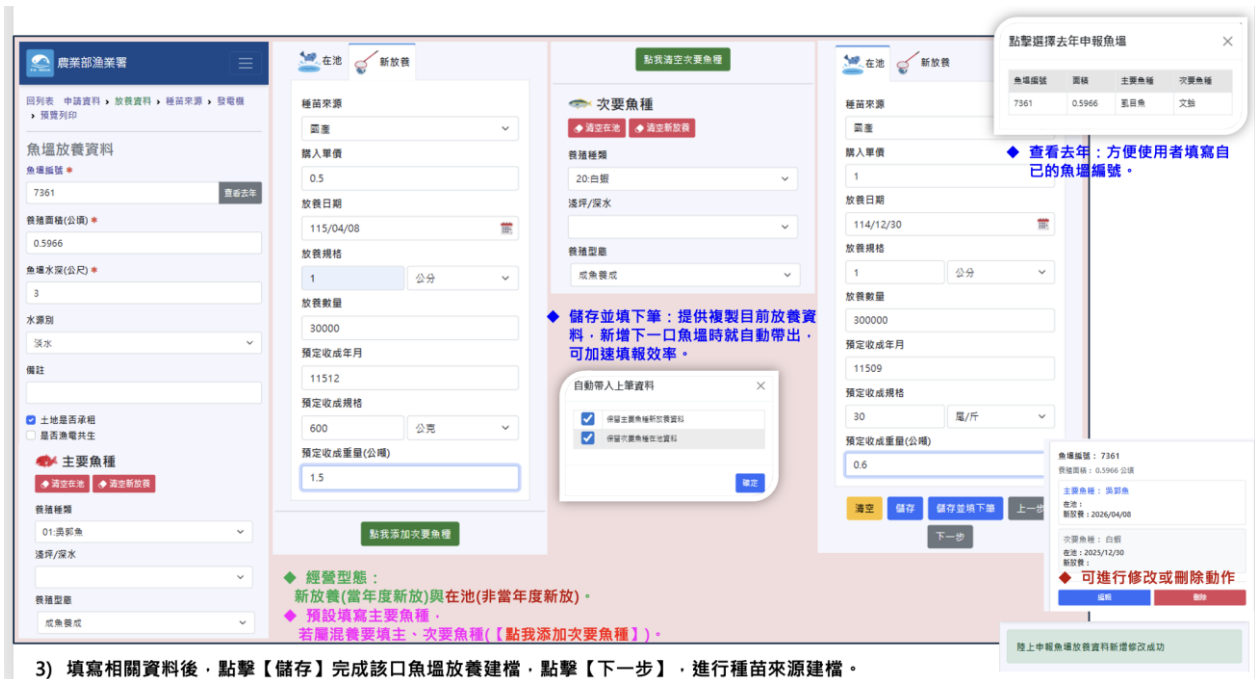 農業部漁業署
回列表 申請資料 › 放養資料 › 種苗來源 › 發電機
› 預覽列印
魚塭放養資料
魚塭編號 *
7361 查看去年
養殖面積(公頃) *
0.5966
魚塭水深(公尺) *
3
水源別
淡水
備註
土地是否承租
是否漁電共生
主要魚種
清空在池 清空新放養
養殖種類
01:吳郭魚
淺坪/深水
養殖型態
成魚養成
在池 新放養
種苗來源
國產
購入單價
0.5
放養日期
115/04/08
放養規格
1 公分
放養數量
30000
預定收成年月
11512
預定收成規格
600 公克
預定收成重量(公噸)
1.5
點我添加次要魚種
點我清空次要魚種
次要魚種
清空在池 清空新放養
養殖種類
20:白蝦
淺坪/深水
養殖型態
成魚養成
◆ 儲存並填下筆：提供複製目前放養資
料，新增下一口魚塭時就自動帶出，
可加速填報效率。
自動帶入上筆資料 ×
保留主要魚種新放養資料
保留次要魚種在池資料
確定
在池 新放養
種苗來源
國產
購入單價
1
放養日期
114/12/30
放養規格
1 公分
放養數量
300000
預定收成年月
11509
預定收成規格
30 尾/斤
預定收成重量(公噸)
0.6
清空 儲存 儲存並填下筆 上一步
下一步
點擊選擇去年申報魚塭 ×
魚塭編號 面積 主要魚種 次要魚種
7361 0.5966 虱目魚 文蛤
◆ 查看去年：方便使用者填寫自
己的魚塭編號。
魚塭編號：7361
養殖面積：0.5966 公頃
主要魚種： 吳郭魚
在池：
新放養：2026/04/08
次要魚種： 白蝦
在池：2025/12/30
新放養：
◆ 可進行修改或刪除動作
編輯 刪除
陸上申報魚塭放養資料新增修改成功
◆ 經營型態：
新放養(當年度新放)與在池(非當年度新放)。
◆ 預設填寫主要魚種，
若屬混養要填主、次要魚種(【點我添加次要魚種】)。
3) 填寫相關資料後，點擊【儲存】完成該口魚塭放養建檔，點擊【下一步】，進行種苗來源建檔。